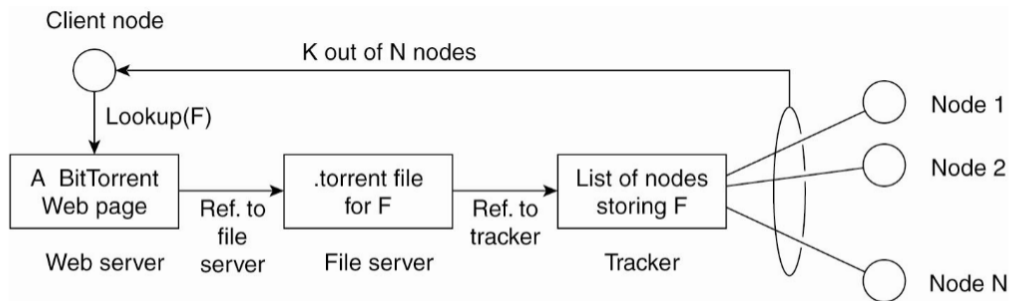 Client node
K out of N nodes
Lookup(F)
Node 1
A BitTorrent
Web page
.torrent file
for F
List of nodes
storing F
Node 2
Ref. to
file
server
Ref. to
tracker
Web server
File server
Tracker
Node N